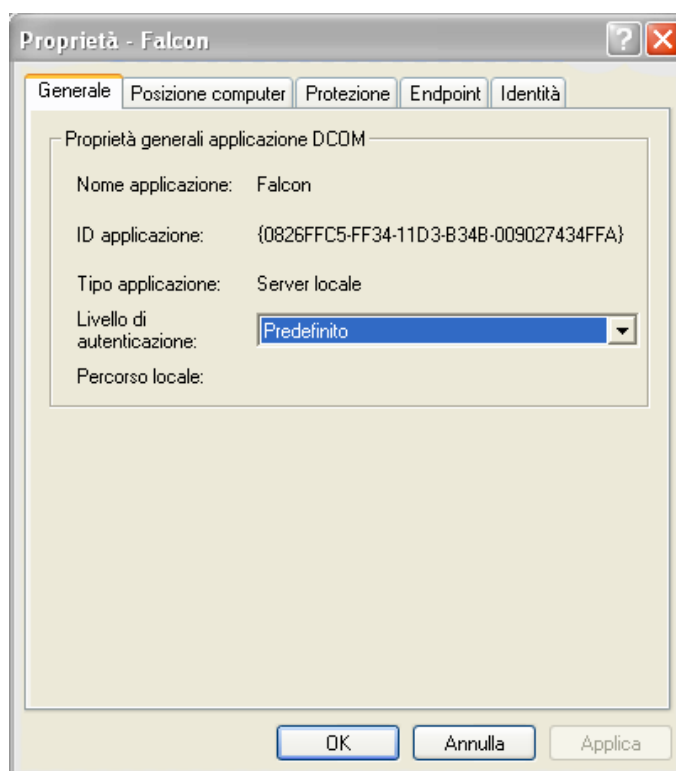 Proprietà - Falcon
Generale Posizione computer Protezione Endpoint Identità
Proprietà generali applicazione DCOM
Nome applicazione: Falcon
ID applicazione: {0826FFC5-FF34-11D3-B34B-009027434FFA}
Tipo applicazione: Server locale
Livello di
autenticazione: Predefinito
Percorso locale:
OK Annulla Applica